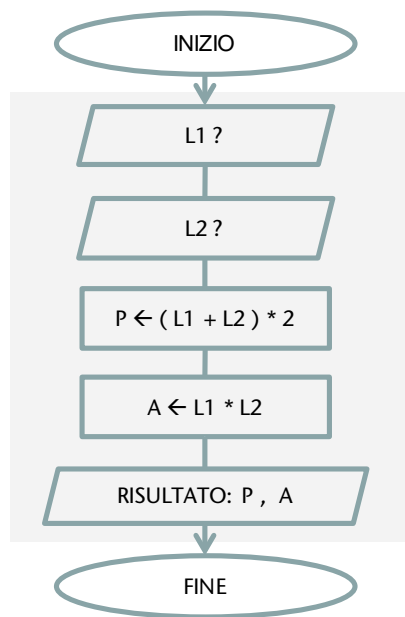 INIZIO
L1 ?
L2 ?
P ← ( L1 + L2 ) * 2
A ← L1 * L2
RISULTATO: P , A
FINE